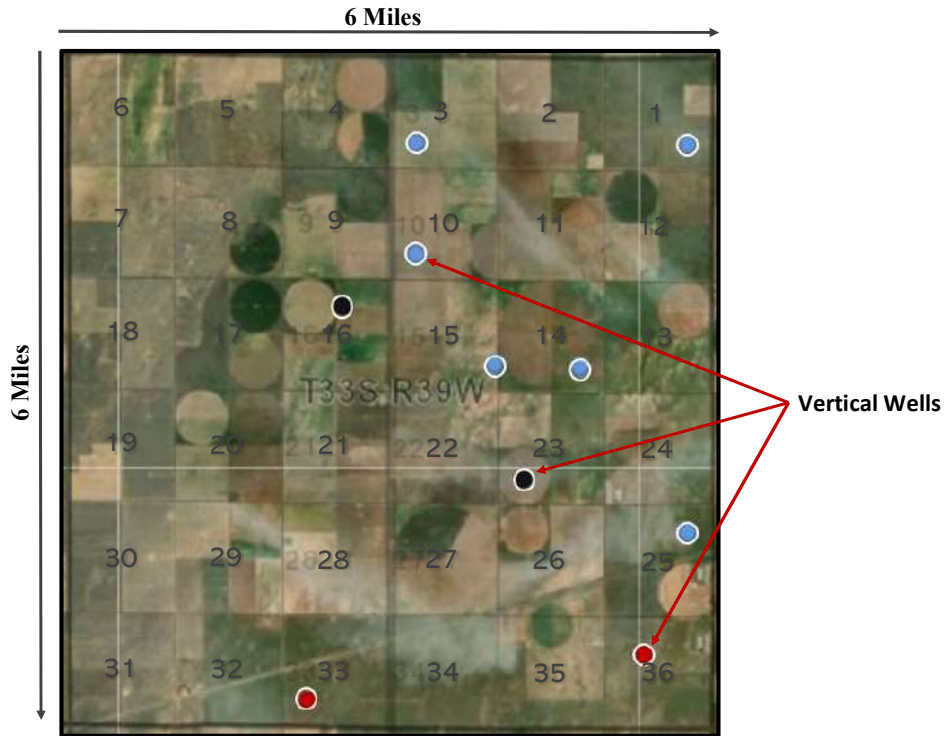 6 Miles
6 5 4 3 2 1
7 8 9 10 11 12
18 17 16 15 14 13
T33S R39W
6 Miles
Vertical Wells
19 20 21 22 23 24
30 29 28 27 26 25
31 32 33 34 35 36